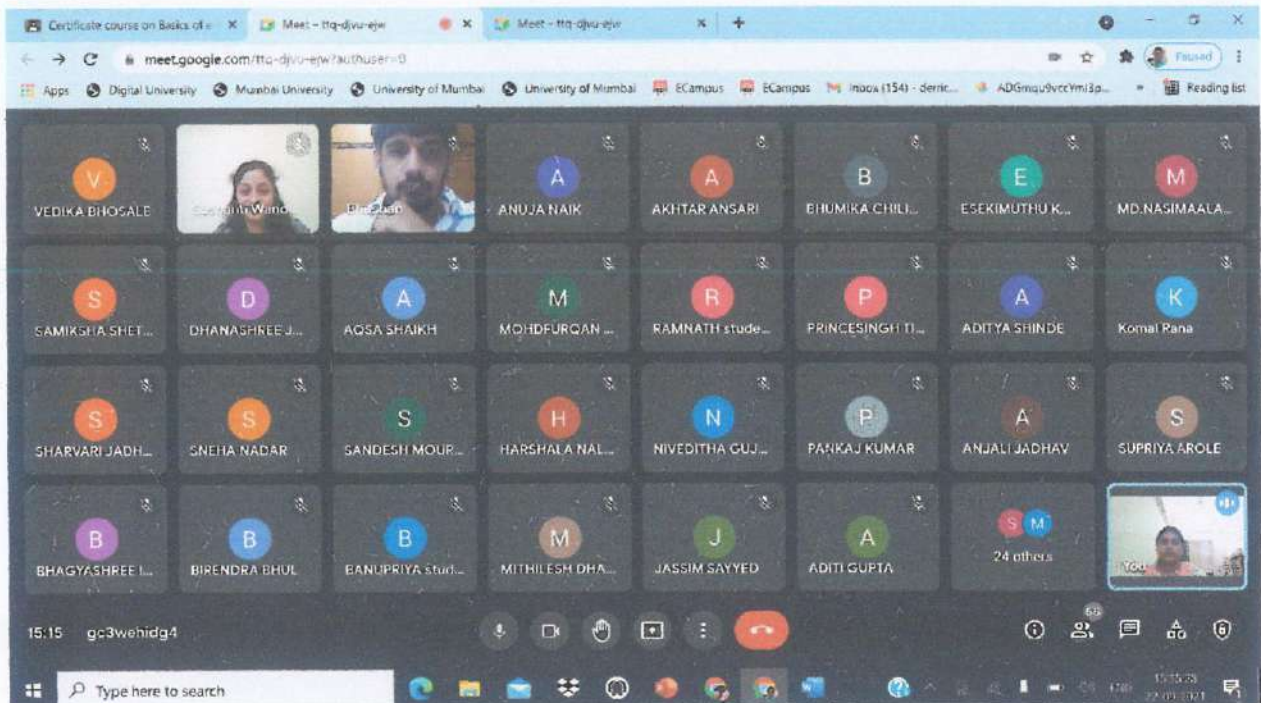 Certificate course on Basics of e
Meet – ttq-djvu-ejw
Meet – ttq-djvu-ejw
meet.google.com/ttq-djvu-ejw?authuser=0
Paused
Apps Digital University Mumbai University University of Mumbai University of Mumbai ECampus ECampus Inbox (154) - derric... Reading list
V A A B E M
VEDIKA BHOSALE ANUJA NAIK AKHTAR ANSARI BHUMIKA CHILI... ESEKIMUTHU K... MD.NASIMAALA...
S D A M R P A K
SAMIKSHA SHET... DHANASHREE J... AQSA SHAIKH MOHDFURQAN ... RAMNATH stude... PRINCESINGH TI... ADITYA SHINDE Komal Rana
S S S H N P A S
SHARVARI JADH... SNEHA NADAR SANDESH MOUR... HARSHALA NAL... NIVEDITHA GUJ... PANKAJ KUMAR ANJALI JADHAV SUPRIYA AROLE
B B B M J A S M
BHAGYASHREE I... BIRENDRA BHUL BANUPRIYA stud... MITHILESH DHA... JASSIM SAYYED ADITI GUPTA 24 others You
15:15 gc3wehidg4
Type here to search